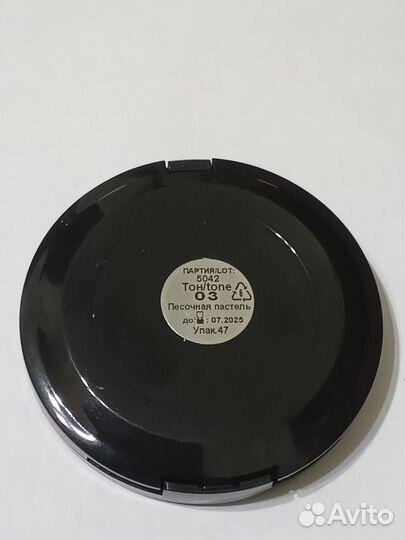 ПАРТИЯ/LOT:
5042
Тон/tone
03
Песочная пастель
до: 07.2025
Упак.47
Avito